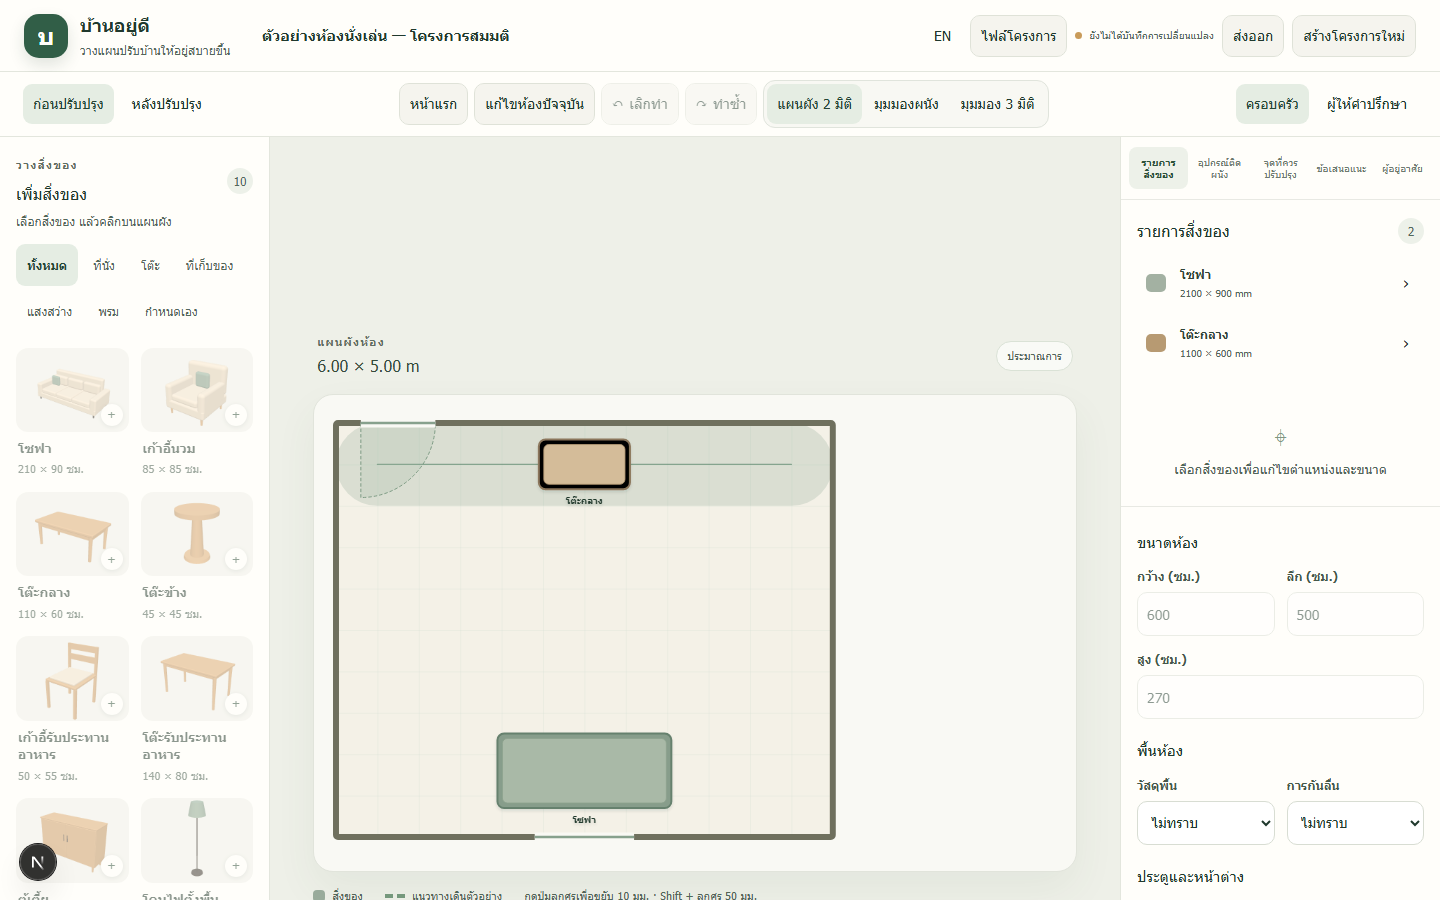 บ
บ้านอยู่ดี
วางแผนปรับบ้านให้อยู่สบายขึ้น
ตัวอย่างห้องนั่งเล่น — โครงการสมมติ
EN
ไฟล์โครงการ
ยังไม่ได้บันทึกการเปลี่ยนแปลง
ส่งออก
สร้างโครงการใหม่
ก่อนปรับปรุง
หลังปรับปรุง
หน้าแรก
แก้ไขห้องปัจจุบัน
↶ เลิกทำ
↷ ทำซ้ำ
แผนผัง 2 มิติ
มุมมองผนัง
มุมมอง 3 มิติ
ครอบครัว
ผู้ให้คำปรึกษา
วางสิ่งของ
เพิ่มสิ่งของ
10
เลือกสิ่งของ แล้วคลิกบนแผนผัง
ทั้งหมด
ที่นั่ง
โต๊ะ
ที่เก็บของ
แสงสว่าง
พรม
กำหนดเอง
+
+
โซฟา
210 × 90 ซม.
เก้าอี้นวม
85 × 85 ซม.
+
+
โต๊ะกลาง
110 × 60 ซม.
โต๊ะข้าง
45 × 45 ซม.
+
+
เก้าอี้รับประทาน
อาหาร
50 × 55 ซม.
โต๊ะรับประทาน
อาหาร
140 × 80 ซม.
N
+
+
แผนผังห้อง
6.00 × 5.00 m
ประมาณการ
โต๊ะกลาง
โซฟา
สิ่งของ
แนวทางเดินตัวอย่าง
กดปุ่มลูกศรเพื่อขยับ 10 มม. · Shift + ลูกศร 50 มม.
รายการ
สิ่งของ
อุปกรณ์ติด
ผนัง
จุดที่ควร
ปรับปรุง
ข้อเสนอแนะ
ผู้อยู่อาศัย
รายการสิ่งของ
2
โซฟา
2100 × 900 mm
›
โต๊ะกลาง
1100 × 600 mm
›
เลือกสิ่งของเพื่อแก้ไขตำแหน่งและขนาด
ขนาดห้อง
กว้าง (ซม.)
ลึก (ซม.)
600
500
สูง (ซม.)
270
พื้นห้อง
วัสดุพื้น
การกันลื่น
ไม่ทราบ
ไม่ทราบ
ประตูและหน้าต่าง